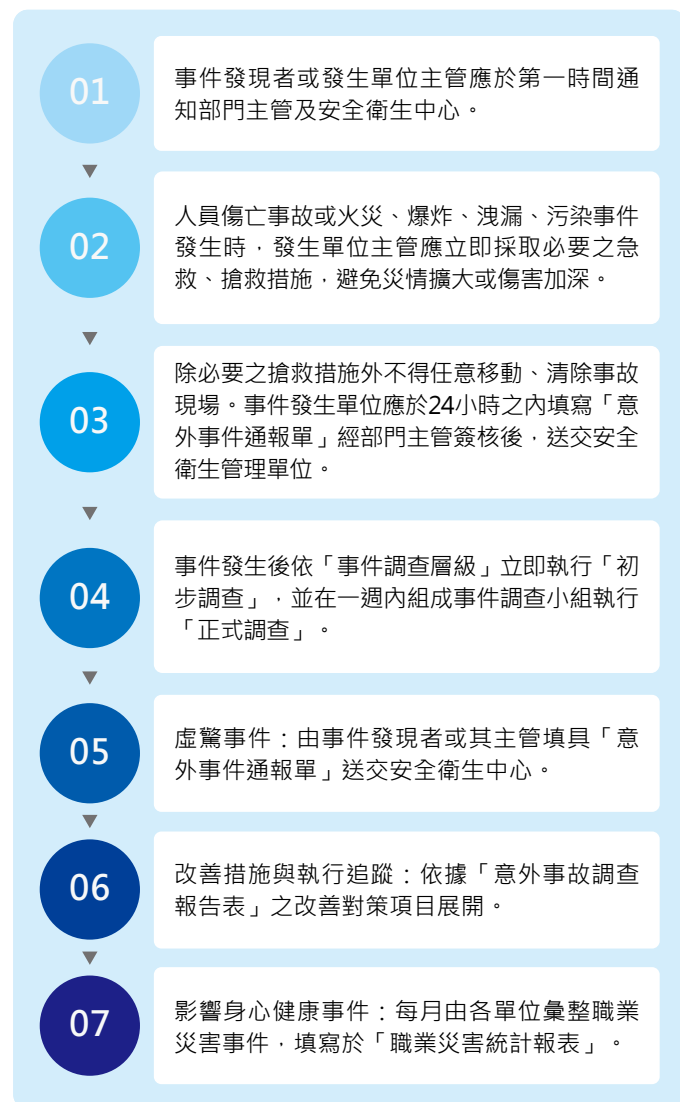 01
事件發現者或發生單位主管應於第一時間通
知部門主管及安全衛生中心。
02
人員傷亡事故或火災、爆炸、洩漏、污染事件
發生時，發生單位主管應立即採取必要之急
救、搶救措施，避免災情擴大或傷害加深。
03
除必要之搶救措施外不得任意移動、清除事故
現場。事件發生單位應於24小時之內填寫「意
外事件通報單」經部門主管簽核後，送交安全
衛生管理單位。
04
事件發生後依「事件調查層級」立即執行「初
步調查」，並在一週內組成事件調查小組執行
「正式調查」。
05
虛驚事件：由事件發現者或其主管填具「意
外事件通報單」送交安全衛生中心。
06
改善措施與執行追蹤：依據「意外事故調查
報告表」之改善對策項目展開。
07
影響身心健康事件：每月由各單位彙整職業
災害事件，填寫於「職業災害統計報表」。